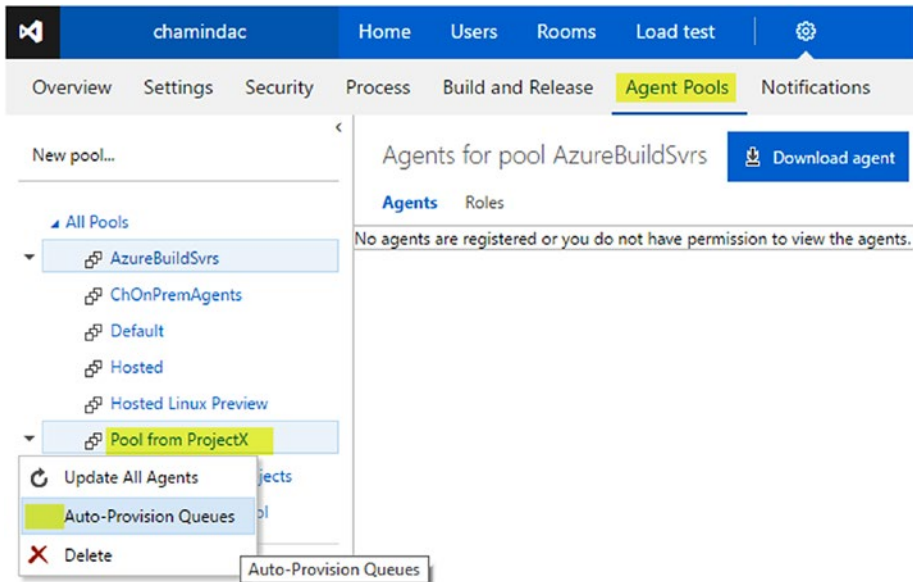 chamindac Home Users Rooms Load test
Overview Settings Security Process Build and Release Agent Pools Notifications
New pool...
All Pools
AzureBuildSvrs
ChOnPremAgents
Default
Hosted
Hosted Linux Preview
Pool from ProjectX
jects
ol
Update All Agents
Auto-Provision Queues
Delete
Auto-Provision Queues
Agents for pool AzureBuildSvrs Download agent
Agents Roles
No agents are registered or you do not have permission to view the agents.